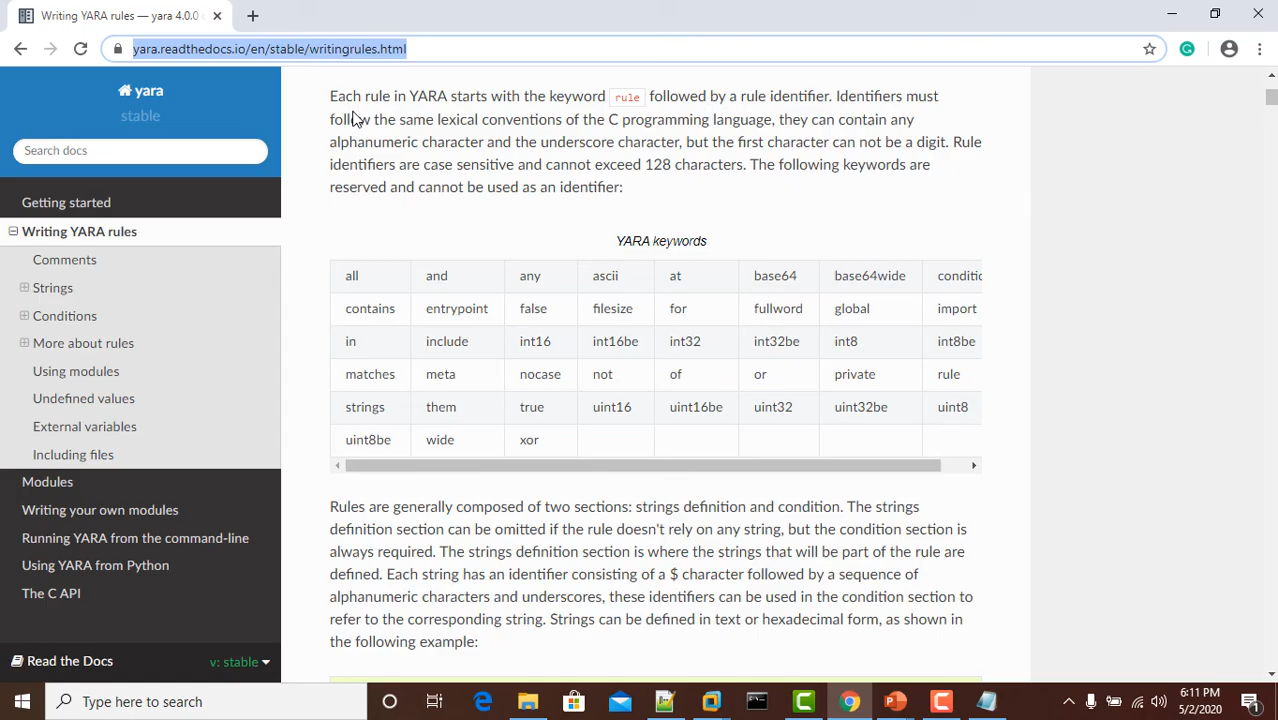 Writing YARA rules — yara 4.0.0
yara.readthedocs.io/en/stable/writingrules.html
yara
stable
Search docs
Getting started
Writing YARA rules
Comments
Strings
Conditions
More about rules
Using modules
Undefined values
External variables
Including files
Modules
Writing your own modules
Running YARA from the command-line
Using YARA from Python
The C API
Read the Docs v: stable
Each rule in YARA starts with the keyword rule followed by a rule identifier. Identifiers must
follow the same lexical conventions of the C programming language, they can contain any
alphanumeric character and the underscore character, but the first character can not be a digit. Rule
identifiers are case sensitive and cannot exceed 128 characters. The following keywords are
reserved and cannot be used as an identifier:
YARA keywords
all and any ascii at base64 base64wide conditic
contains entrypoint false filesize for fullword global import
in include int16 int16be int32 int32be int8 int8be
matches meta nocase not of or private rule
strings them true uint16 uint16be uint32 uint32be uint8
uint8be wide xor
Rules are generally composed of two sections: strings definition and condition. The strings
definition section can be omitted if the rule doesn't rely on any string, but the condition section is
always required. The strings definition section is where the strings that will be part of the rule are
defined. Each string has an identifier consisting of a $ character followed by a sequence of
alphanumeric characters and underscores, these identifiers can be used in the condition section to
refer to the corresponding string. Strings can be defined in text or hexadecimal form, as shown in
the following example:
Type here to search
6:11 PM
5/2/2020